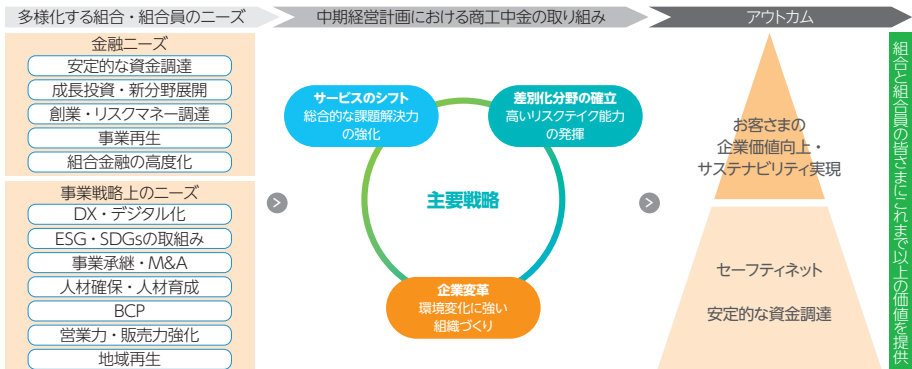 多様化する組合・組合員のニーズ
中期経営計画における商工中金の取り組み
アウトカム
金融ニーズ
安定的な資金調達
成長投資・新分野展開
創業・リスクマネー調達
事業再生
組合金融の高度化
事業戦略上のニーズ
DX・デジタル化
ESG・SDGsの取組み
事業承継・M&A
人材確保・人材育成
BCP
営業力・販売力強化
地域再生
サービスのシフト
総合的な課題解決力
の強化
差別化分野の確立
高いリスクテイク能力
の発揮
主要戦略
企業変革
環境変化に強い
組織づくり
お客さまの
企業価値向上・
サステナビリティ実現
セーフティネット
安定的な資金調達
組合と組合員の皆さまにこれまで以上の価値を提供